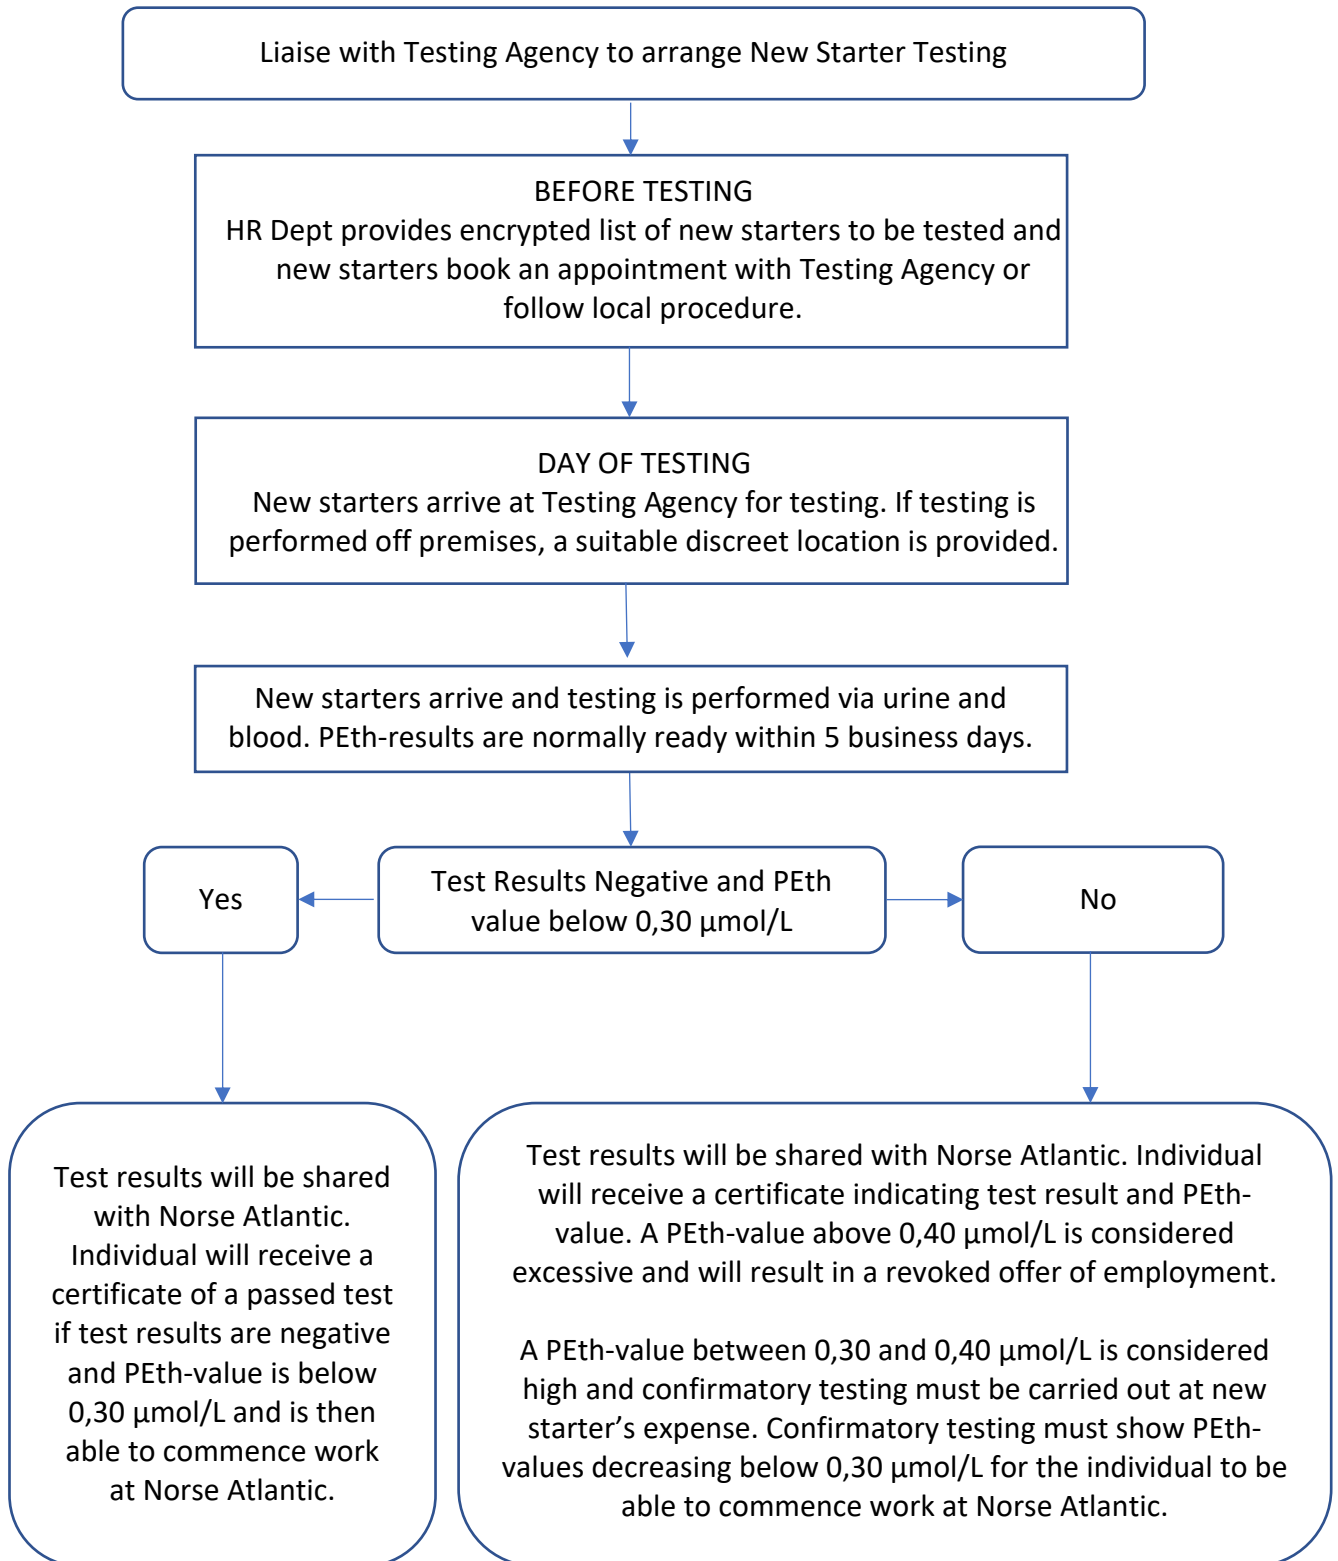 Liaise with Testing Agency to arrange New Starter Testing
BEFORE TESTING
HR Dept provides encrypted list of new starters to be tested and
new starters book an appointment with Testing Agency or
follow local procedure.
DAY OF TESTING
New starters arrive at Testing Agency for testing. If testing is
performed off premises, a suitable discreet location is provided.
New starters arrive and testing is performed via urine and
blood. PEth-results are normally ready within 5 business days.
Yes
Test Results Negative and PEth
value below 0,30 µmol/L
No
Test results will be shared
with Norse Atlantic.
Individual will receive a
certificate of a passed test
if test results are negative
and PEth-value is below
0,30 µmol/L and is then
able to commence work
at Norse Atlantic.
Test results will be shared with Norse Atlantic. Individual
will receive a certificate indicating test result and PEth-
value. A PEth-value above 0,40 µmol/L is considered
excessive and will result in a revoked offer of employment.
A PEth-value between 0,30 and 0,40 µmol/L is considered
high and confirmatory testing must be carried out at new
starter’s expense. Confirmatory testing must show PEth-
values decreasing below 0,30 µmol/L for the individual to be
able to commence work at Norse Atlantic.